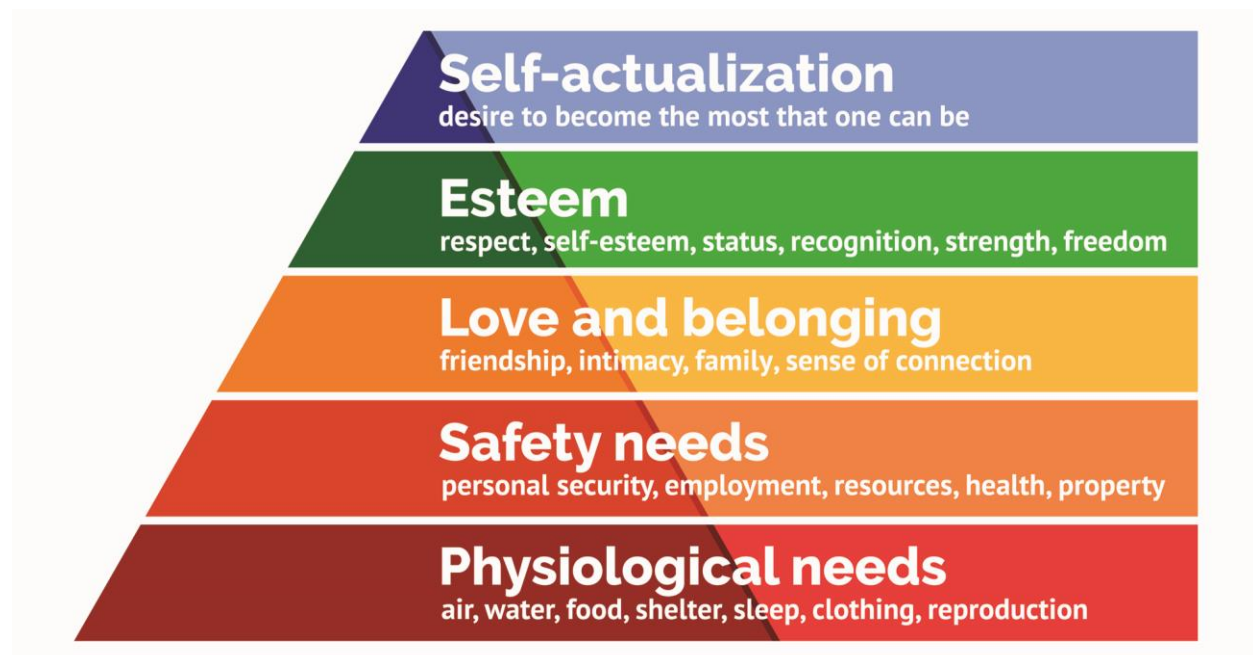 Self-actualization
desire to become the most that one can be
Esteem
respect, self-esteem, status, recognition, strength, freedom
Love and belonging
friendship, intimacy, family, sense of connection
Safety needs
personal security, employment, resources, health, property
Physiological needs
air, water, food, shelter, sleep, clothing, reproduction